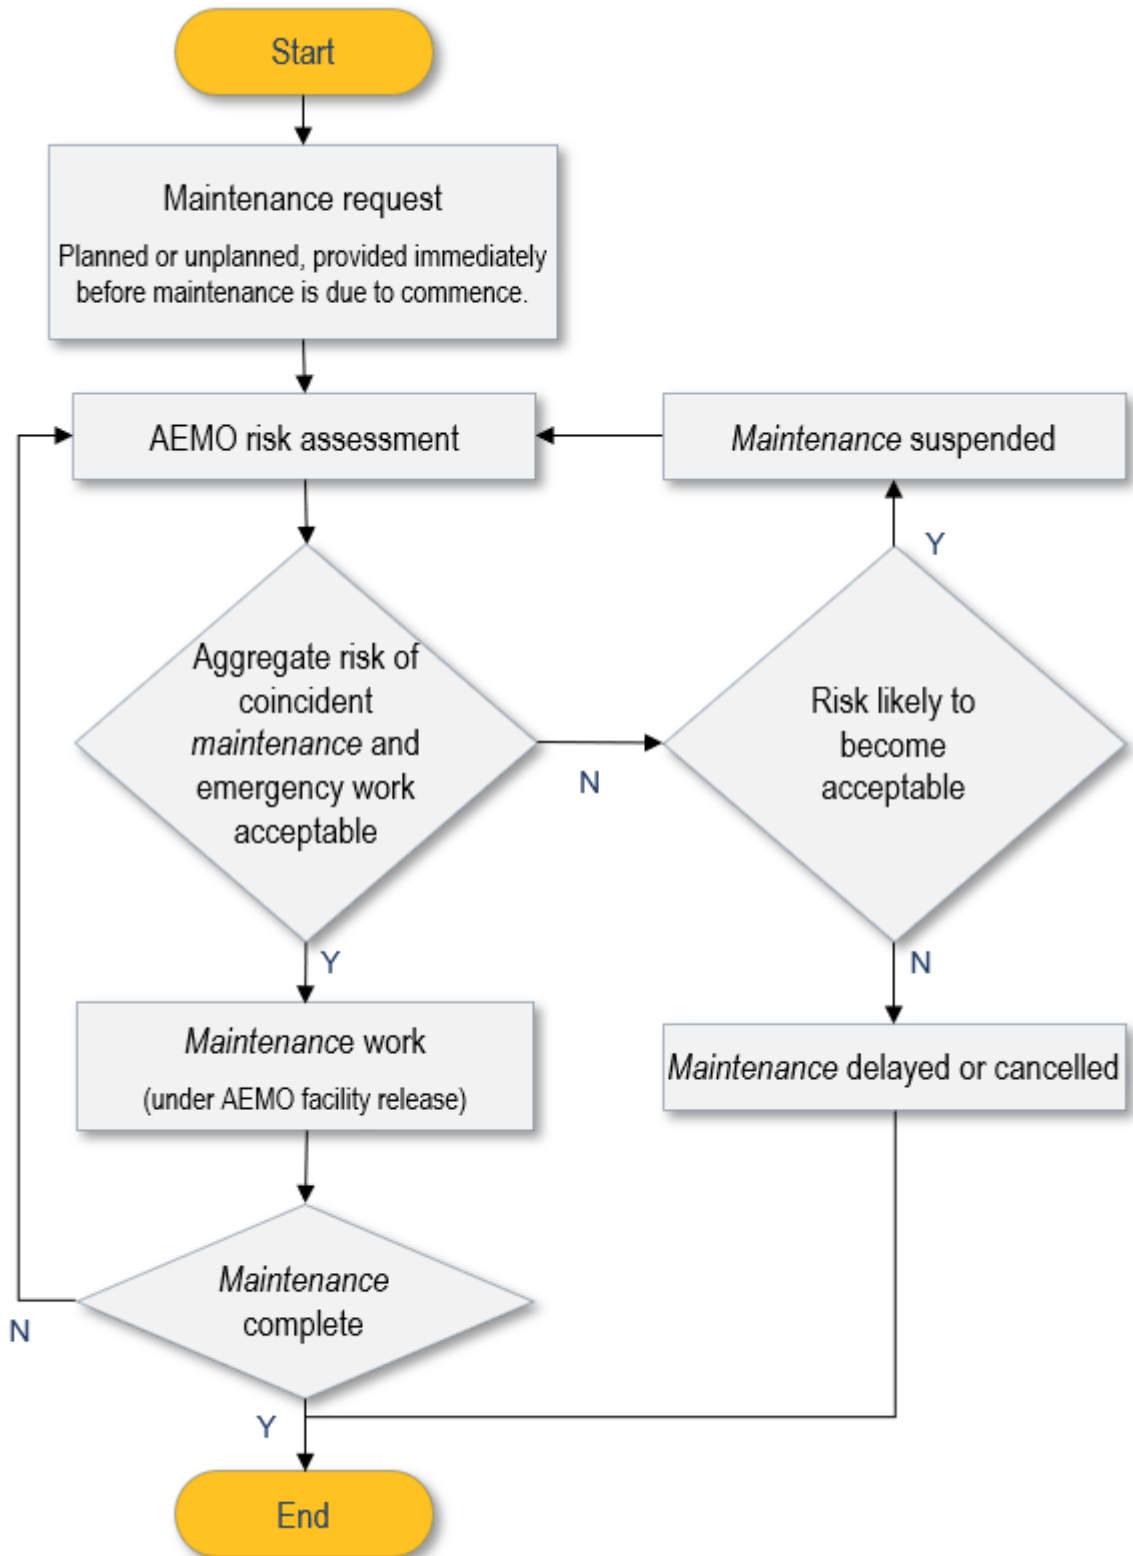 Start
Maintenance request
Planned or unplanned, provided immediately
before maintenance is due to commence.
AEMO risk assessment
Maintenance suspended
Y
Aggregate risk of
coincident
maintenance and
emergency work
acceptable
N
Risk likely to
become
acceptable
Y
N
Maintenance work
(under AEMO facility release)
Maintenance delayed or cancelled
Maintenance
complete
N
Y
End